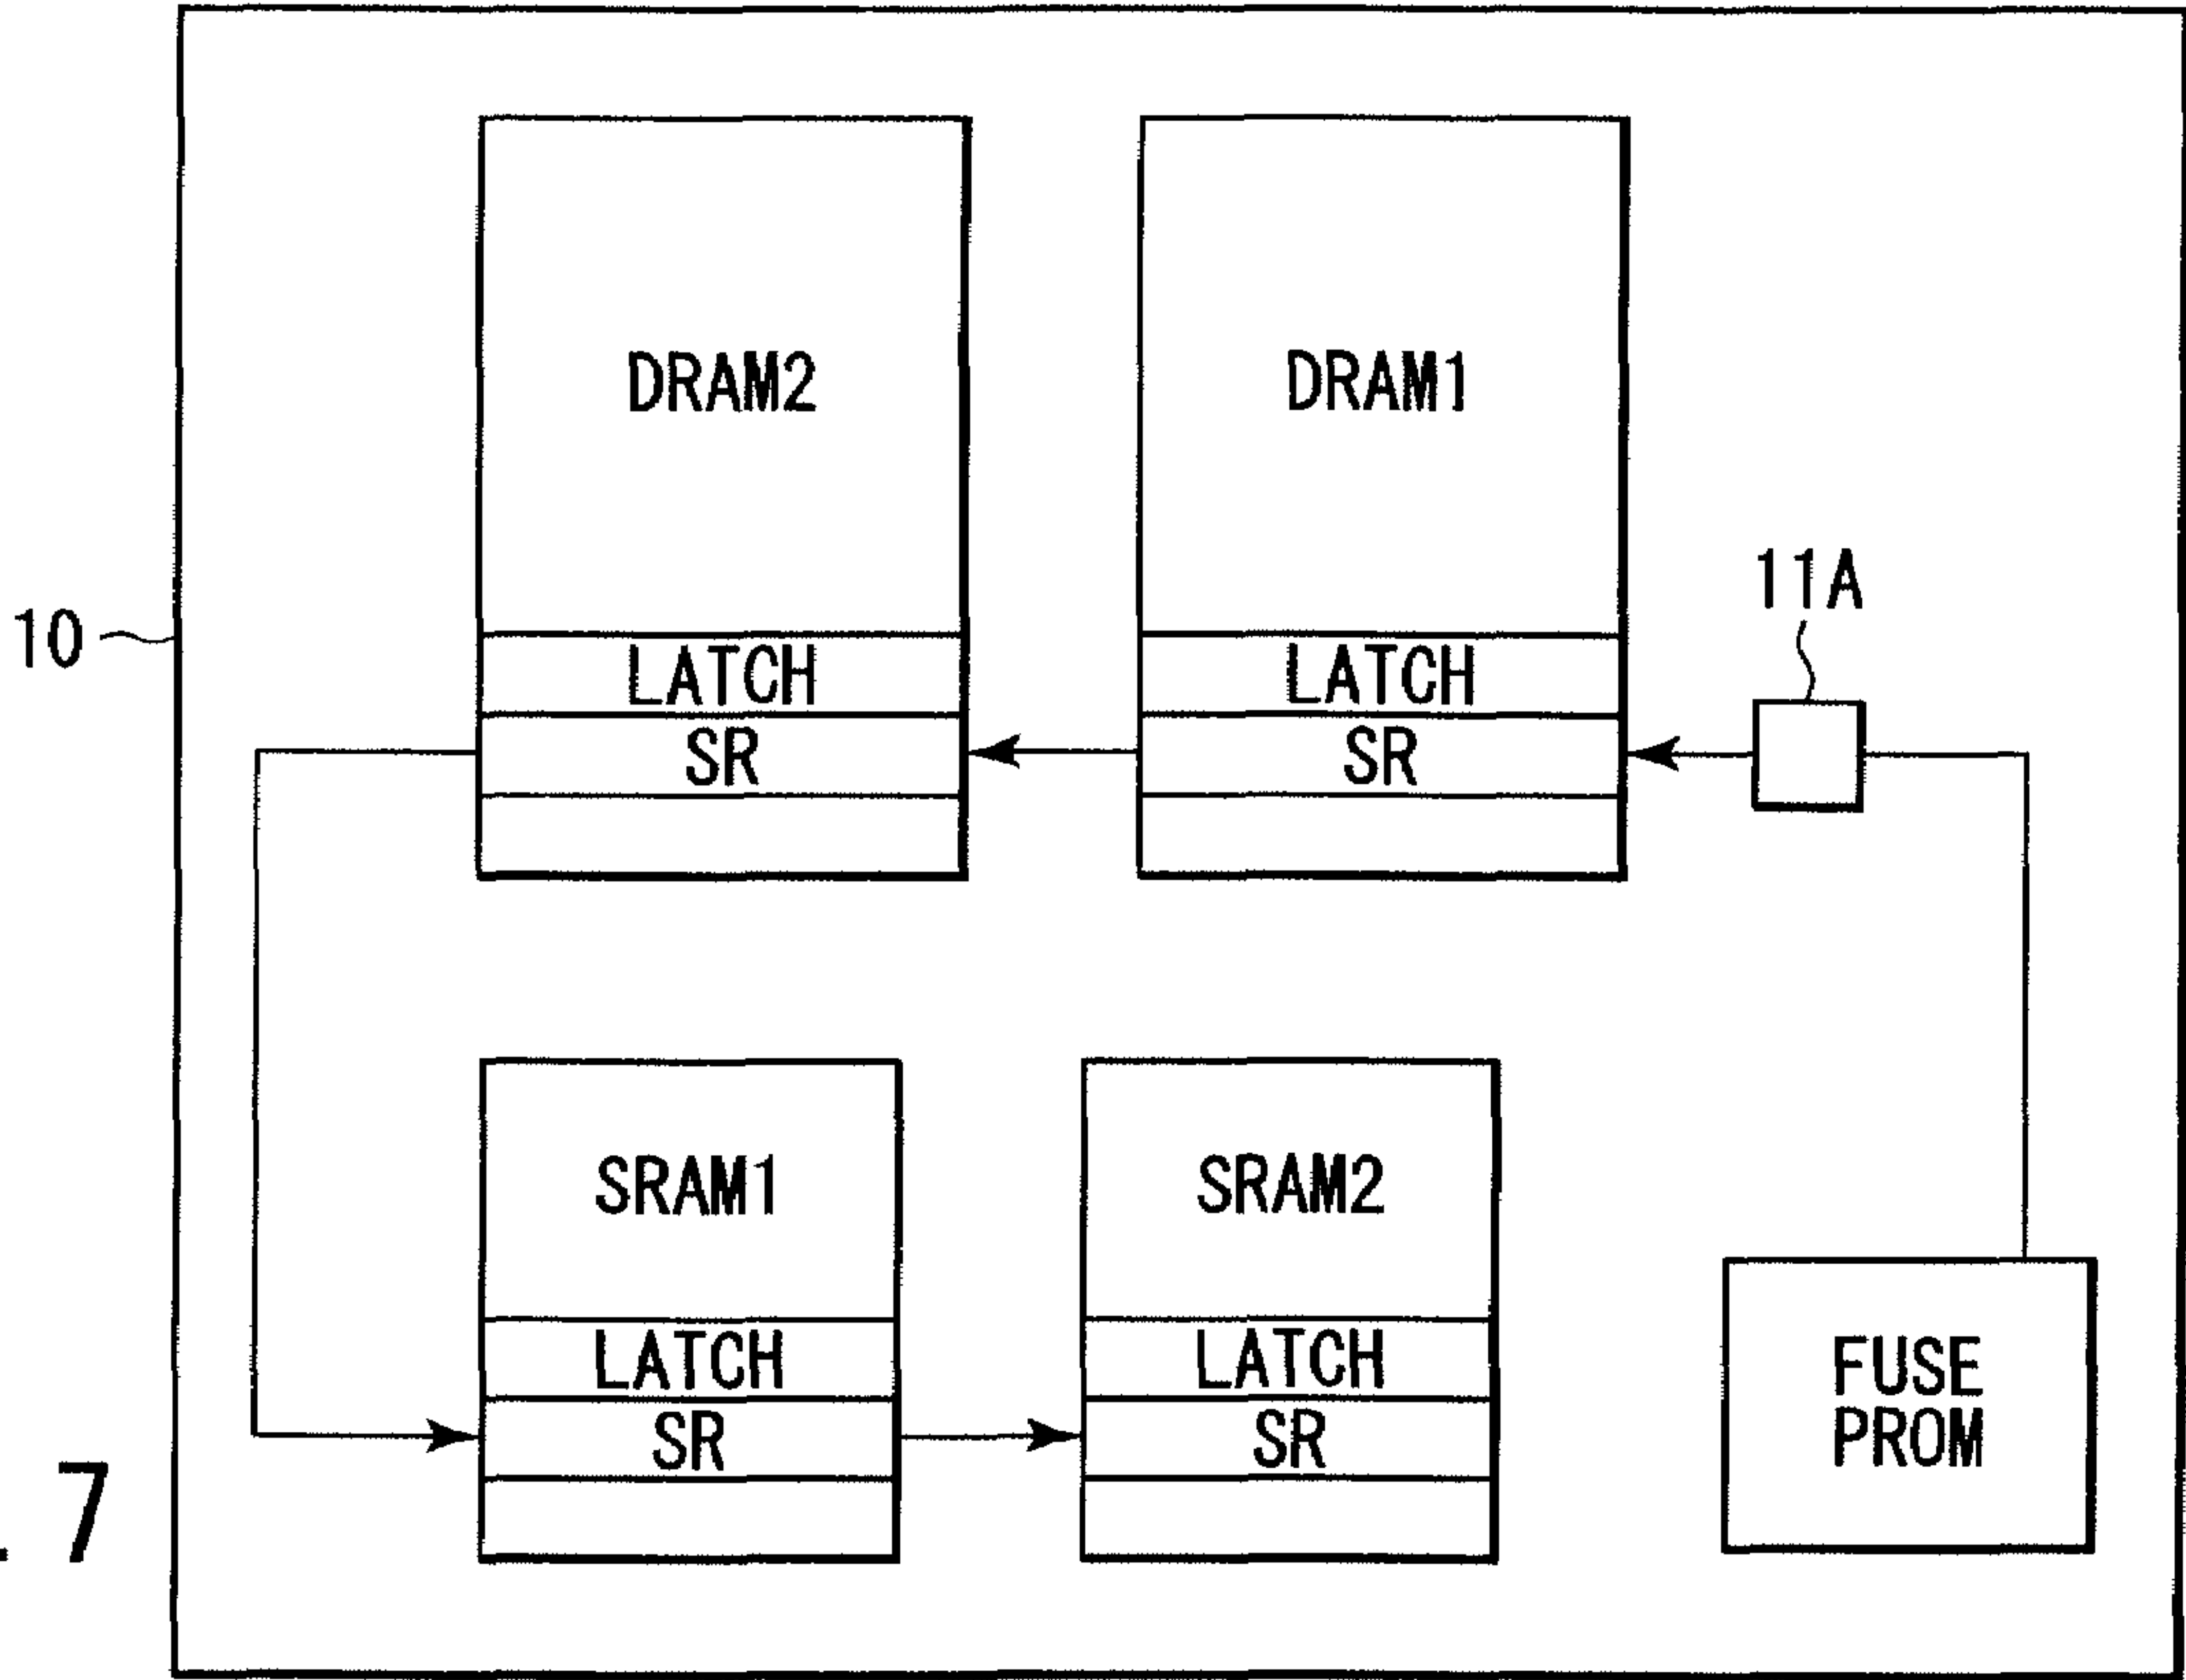 DRAM2
DRAM1
11A
10
LATCH
LATCH
SR
SR
SRAM1
SRAM2
LATCH
LATCH
FUSE
PROM
SR
SR
. 7